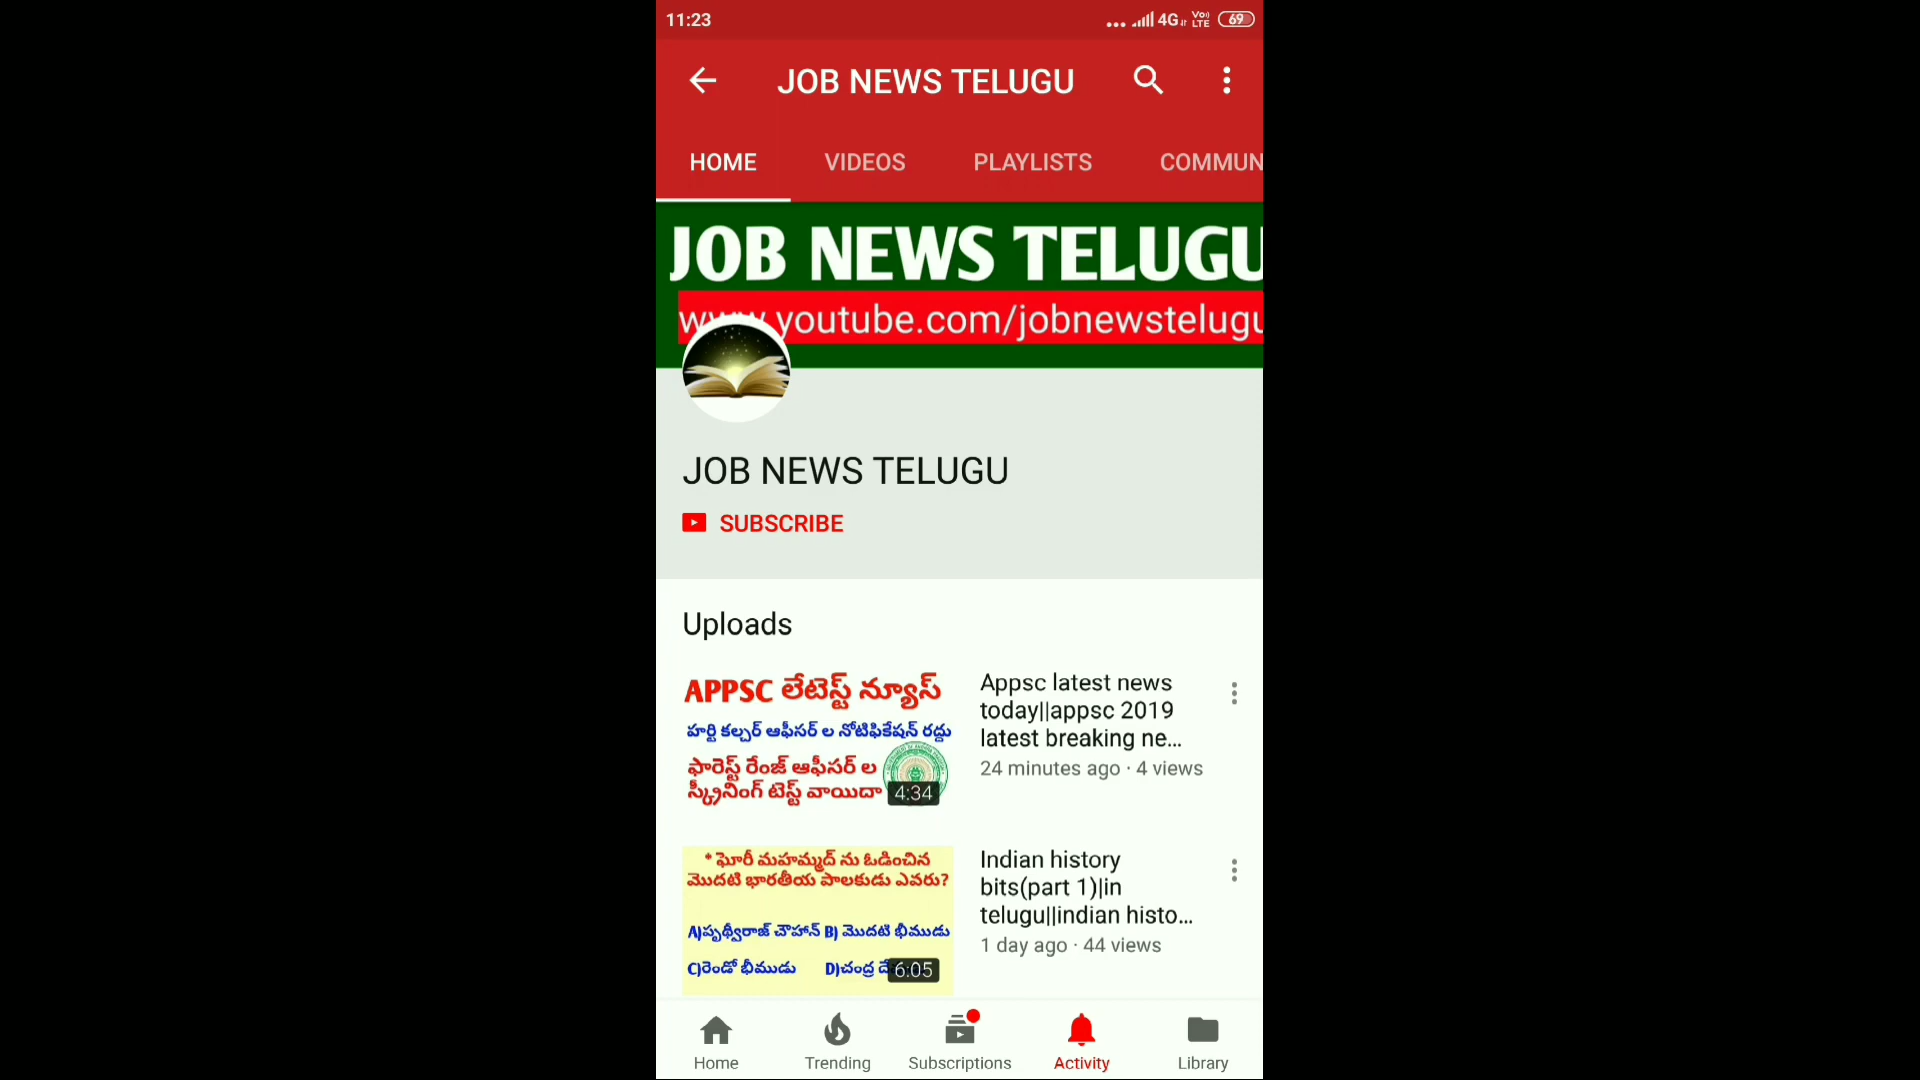 11:23
4G
Vo)
LTE
69
JOB NEWS TELUGU
HOME
VIDEOS
PLAYLISTS
COMMUN
JOB NEWS TELUGU
www.youtube.com/jobnewstelugu
JOB NEWS TELUGU
SUBSCRIBE
Uploads
APPSC లేటెస్ట్ న్యూస్
హర్టి కల్చర్ ఆఫీసర్ ల నోటిఫికేషన్ రద్దు
ఫారెస్ట్ రేంజ్ ఆఫీసర్ ల
స్క్రీనింగ్ టెస్ట్ వాయిదా
4:34
Appsc latest news
today||appsc 2019
latest breaking ne...
24 minutes ago · 4 views
* ఘోరీ మహమ్మద్ ను ఓడించిన
మొదటి భారతీయ పాలకుడు ఎవరు?
A)పృథ్వీరాజ్ చౌహాన్ B) మొదటి భీముడు
C)రెండో భీముడు D)చంద్ర
6:05
Indian history
bits(part 1)|in
telugu||indian histo...
1 day ago · 44 views
Home
Trending
Subscriptions
Activity
Library